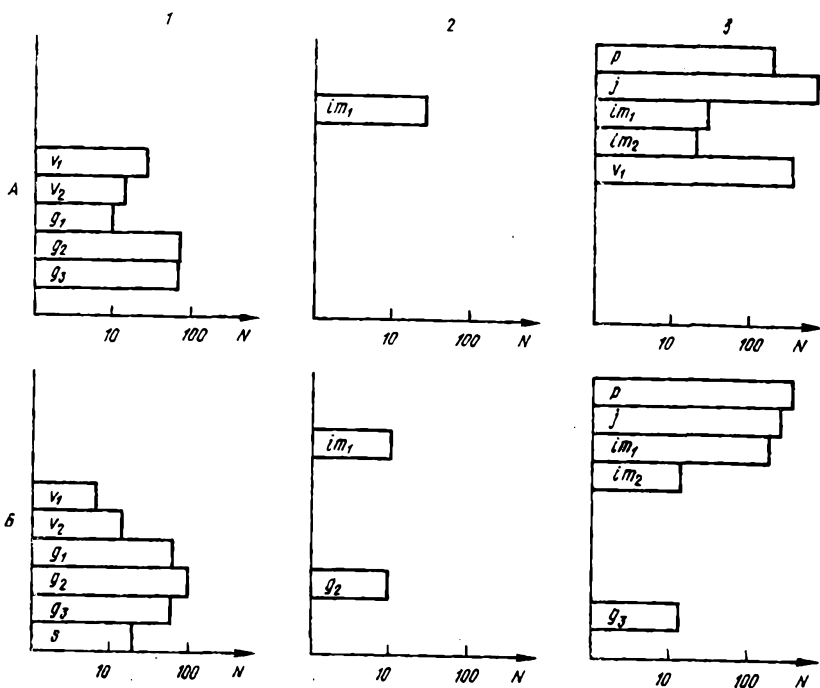 1 2 3
A
v₁
v₂
g₁
g₂
g₃
10 100 N
im₁
10 100 N
p
j
im₁
im₂
v₁
10 100 N
Б
v₁
v₂
g₁
g₂
g₃
s
10 100 N
im₁
g₂
10 100 N
p
j
im₁
im₂
g₃
10 100 N